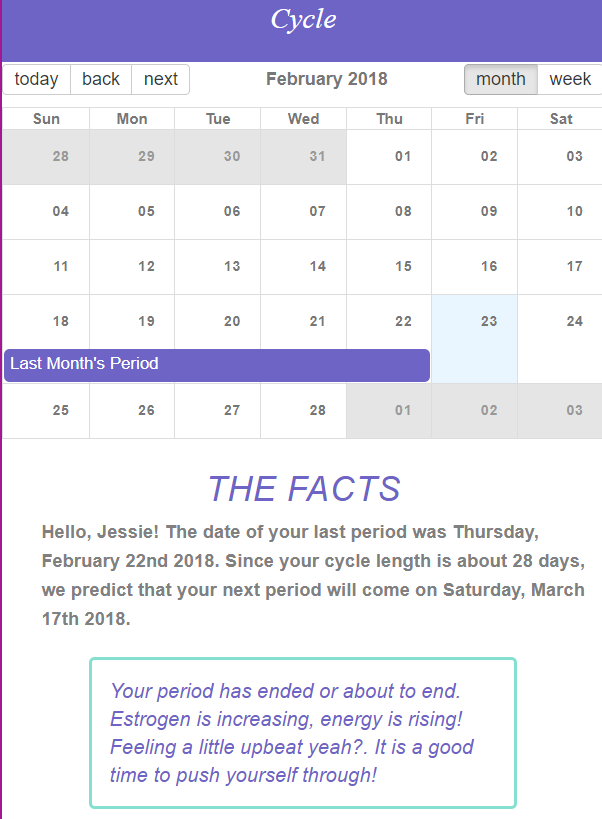 Cycle
today back next February 2018 month week
Sun Mon Tue Wed Thu Fri Sat
28 29 30 31 01 02 03
04 05 06 07 08 09 10
11 12 13 14 15 16 17
18 19 20 21 22 23 24
Last Month's Period
25 26 27 28 01 02 03
THE FACTS
Hello, Jessie! The date of your last period was Thursday,
February 22nd 2018. Since your cycle length is about 28 days,
we predict that your next period will come on Saturday, March
17th 2018.
Your period has ended or about to end.
Estrogen is increasing, energy is rising!
Feeling a little upbeat yeah?. It is a good
time to push yourself through!